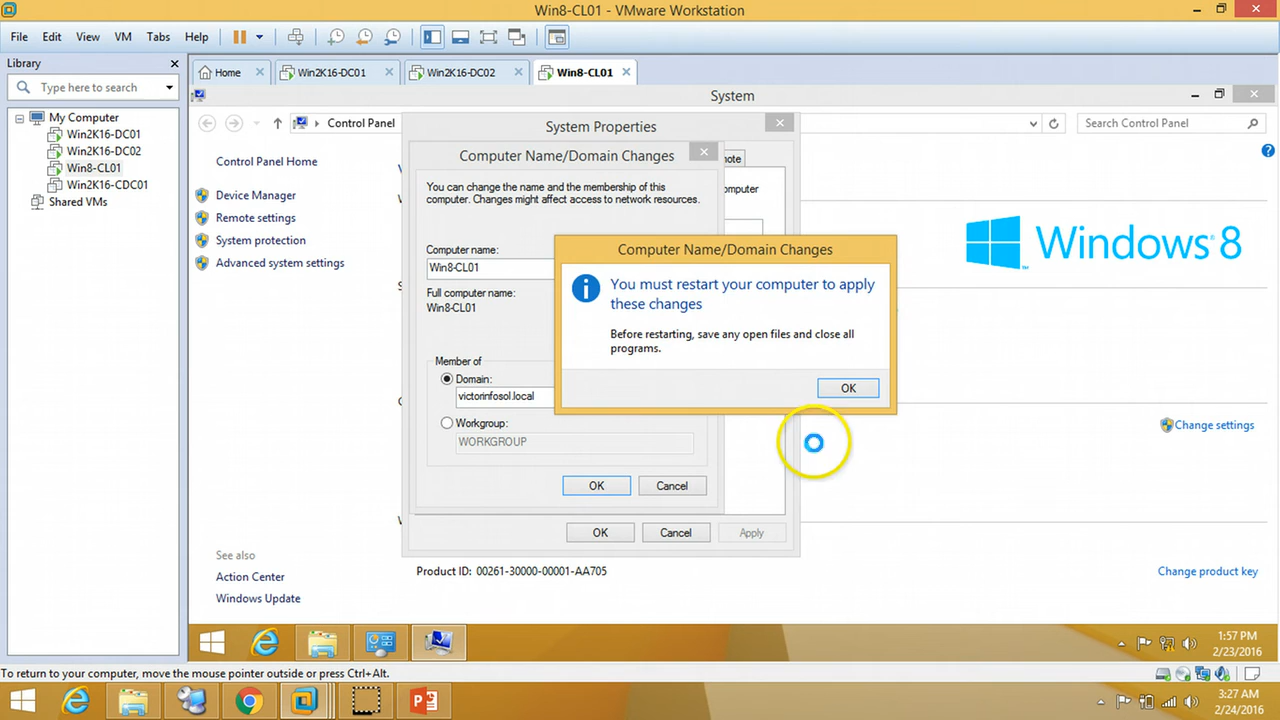 Win8-CL01 - VMware Workstation
File Edit View VM Tabs Help
Library
Type here to search
My Computer
Win2K16-DC01
Win2K16-DC02
Win8-CL01
Win2K16-CDC01
Shared VMs
Home
Win2K16-DC01
Win2K16-DC02
Win8-CL01
System
Control Panel
Search Control Panel
Control Panel Home
Device Manager
Remote settings
System protection
Advanced system settings
See also
Action Center
Windows Update
System Properties
Computer Name/Domain Changes
You can change the name and the membership of this
computer. Changes might affect access to network resources.
Computer name:
Win8-CL01
Full computer name:
Win8-CL01
Member of
Domain:
victorinfosol.local
Workgroup:
WORKGROUP
OK Cancel
OK Cancel Apply
Computer Name/Domain Changes
You must restart your computer to apply
these changes
Before restarting, save any open files and close all
programs.
OK
Windows 8
Change settings
Product ID: 00261-30000-00001-AA705
Change product key
1:57 PM
2/23/2016
To return to your computer, move the mouse pointer outside or press Ctrl+Alt.
3:27 AM
2/24/2016